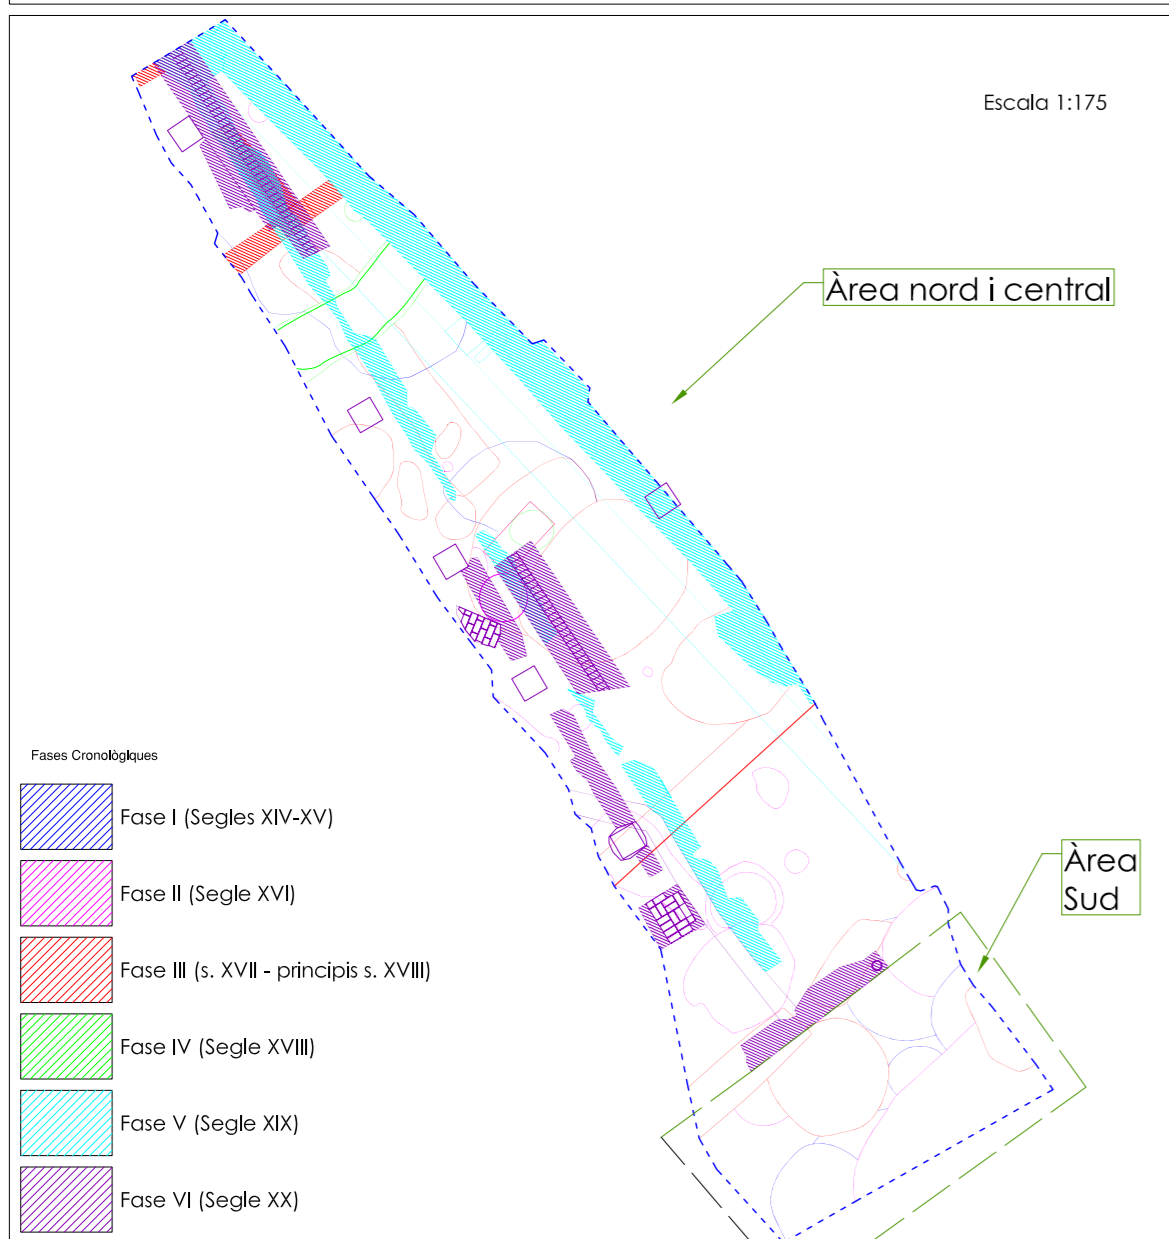 Escala 1:175
Àrea nord i central
Fases Cronològiques
Fase I (Segles XIV-XV)
Fase II (Segle XVI)
Fase III (s. XVII - principis s. XVIII)
Fase IV (Segle XVIII)
Fase V (Segle XIX)
Fase VI (Segle XX)
Àrea
Sud